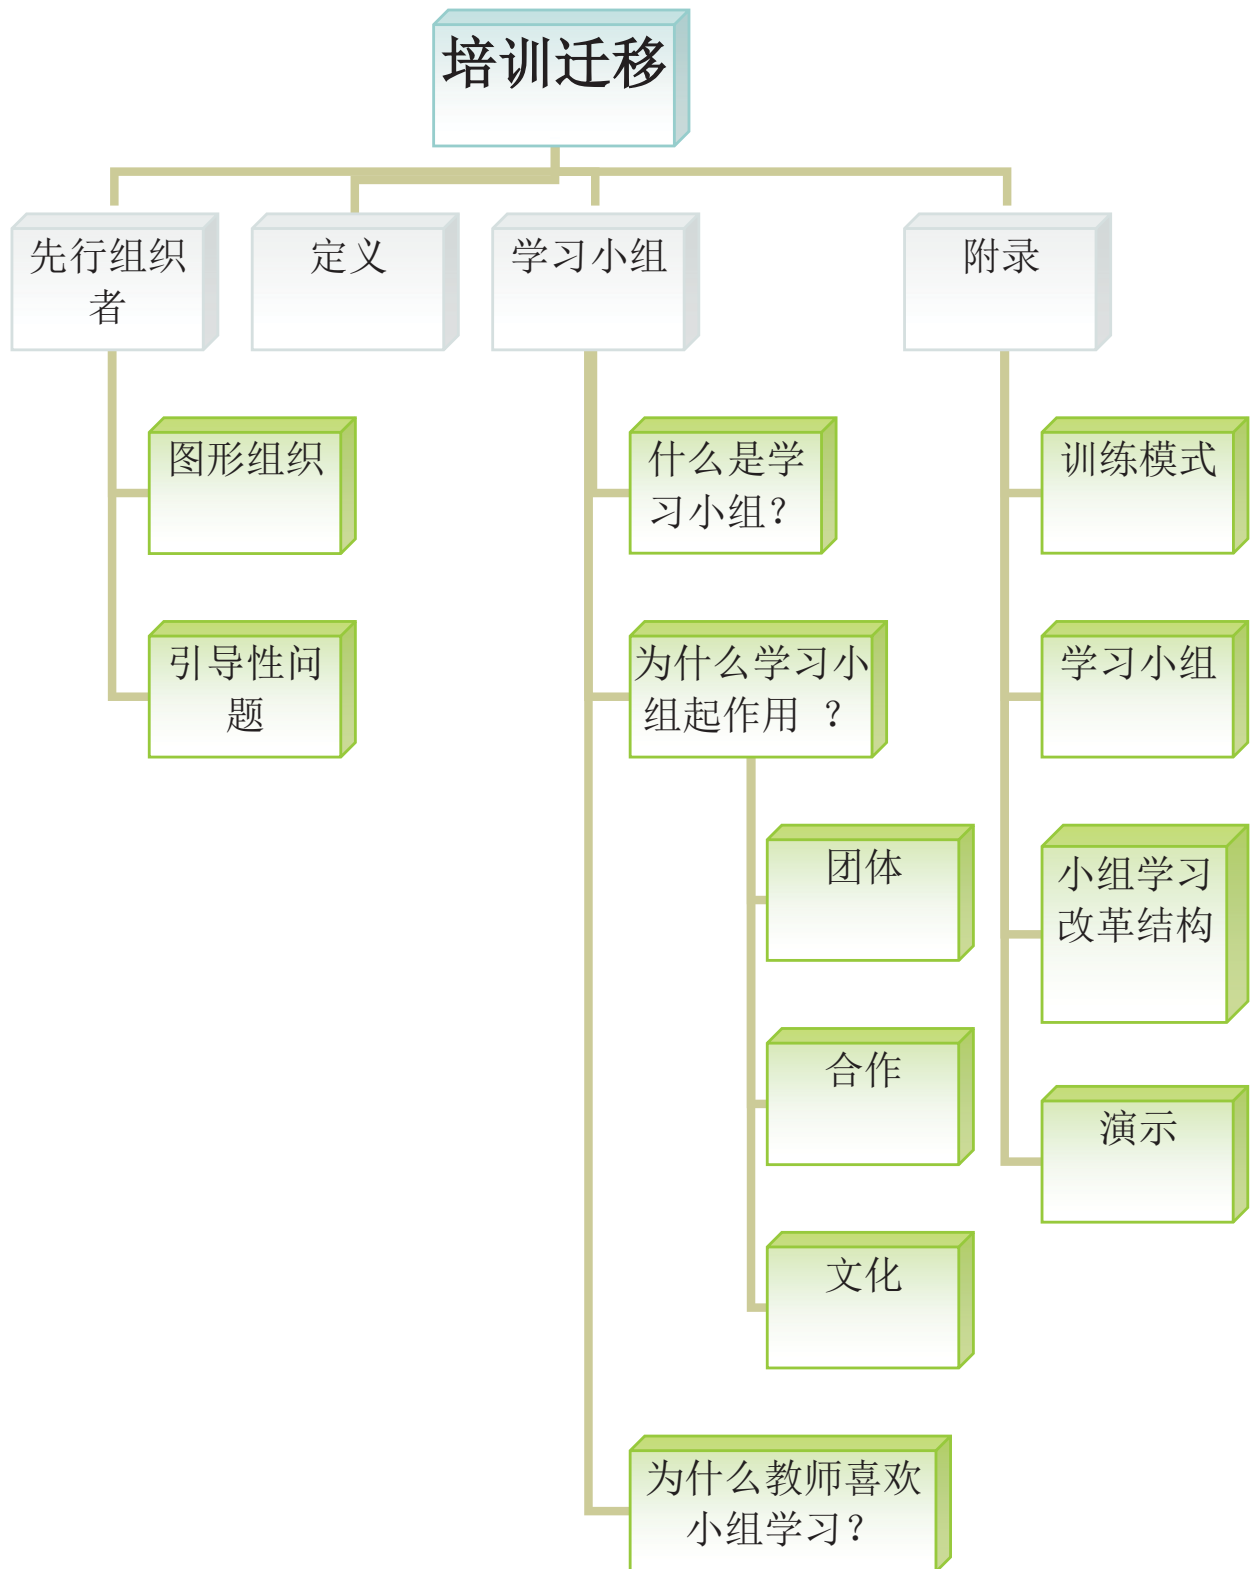 培训迁移
先行组织
者
定义
学习小组
附录
图形组织
引导性问
题
什么是学
习小组？
为什么学习小
组起作用 ？
团体
合作
文化
为什么教师喜欢
小组学习？
训练模式
学习小组
小组学习
改革结构
演示